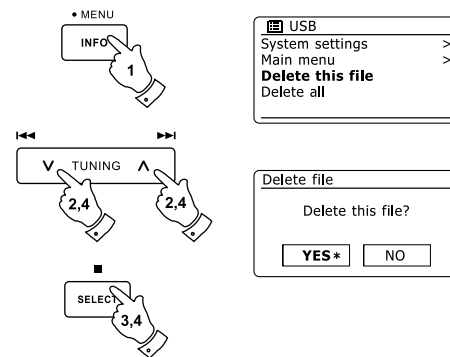 • MENU
INFO
1
TUNING
2,4
2,4
SELECT
3,4
USB
System settings >
Main menu >
Delete this file
Delete all
Delete file
Delete this file?
YES*
NO